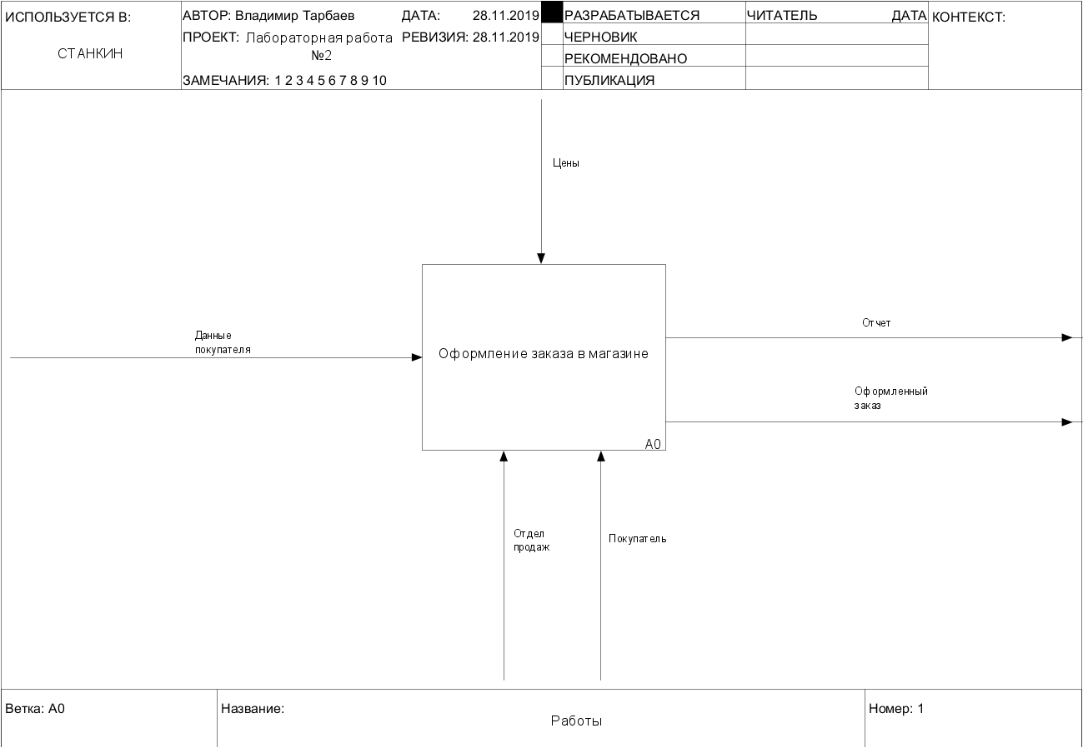 ИСПОЛЬЗУЕТСЯ В:
СТАНКИН
АВТОР: Владимир Тарбаев
ДАТА: 28.11.2019
ПРОЕКТ: Лабораторная работа
№2
РЕВИЗИЯ: 28.11.2019
ЗАМЕЧАНИЯ: 1 2 3 4 5 6 7 8 9 10
РАЗРАБАТЫВАЕТСЯ
ЧЕРНОВИК
РЕКОМЕНДОВАНО
ПУБЛИКАЦИЯ
ЧИТАТЕЛЬ
ДАТА
КОНТЕКСТ:
Цены
Данные
покупателя
Оформление заказа в магазине
A0
Отчет
Оформленный
заказ
Отдел
продаж
Покупатель
Ветка: A0
Название:
Работы
Номер: 1